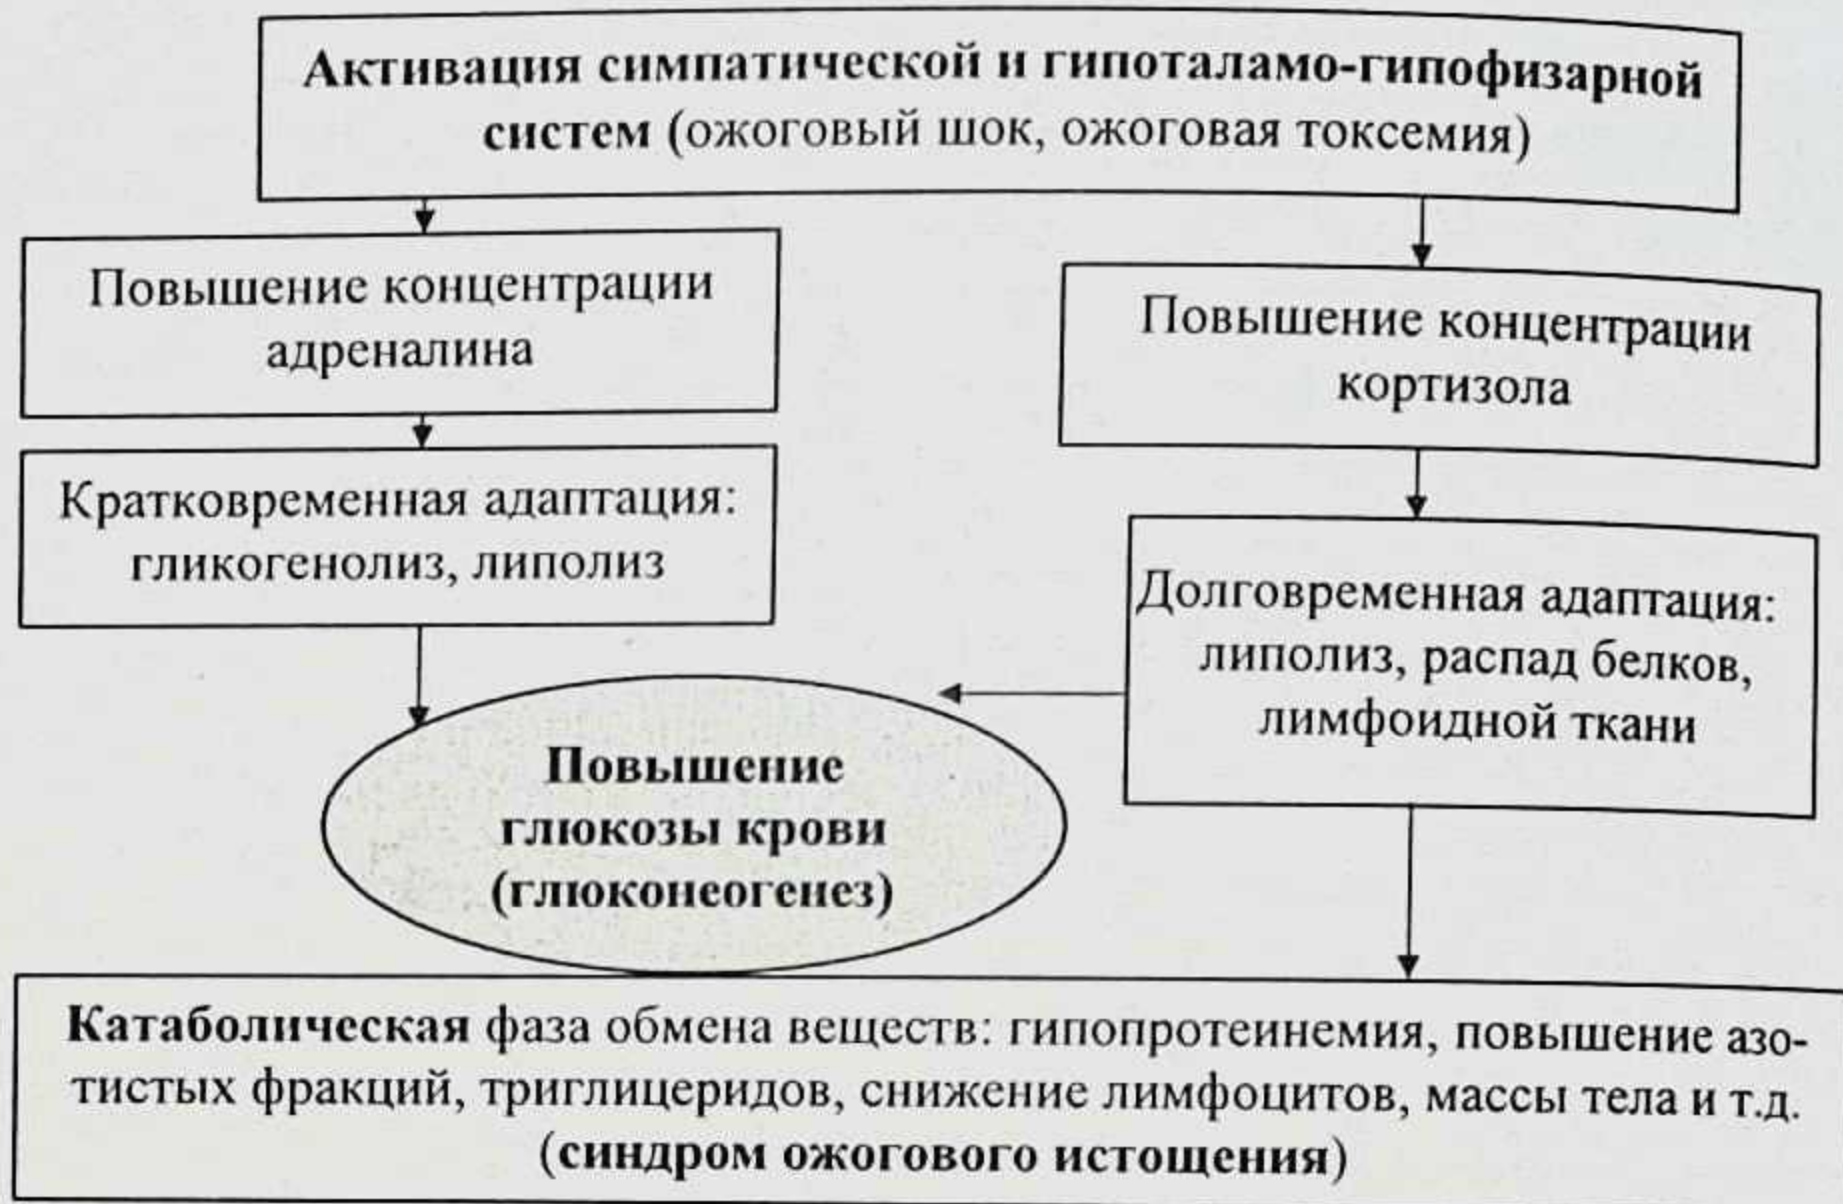 Активация симпатической и гипоталамо-гипофизарной
систем (ожоговый шок, ожоговая токсемия)
Повышение концентрации
адреналина
Повышение концентрации
кортизола
Кратковременная адаптация:
гликогенолиз, липолиз
Долговременная адаптация:
липолиз, распад белков,
лимфоидной ткани
Повышение
глюкозы крови
(глюконеогенез)
Катаболическая фаза обмена веществ: гипопротеинемия, повышение азо-
тистых фракций, триглицеридов, снижение лимфоцитов, массы тела и т.д.
(синдром ожогового истощения)